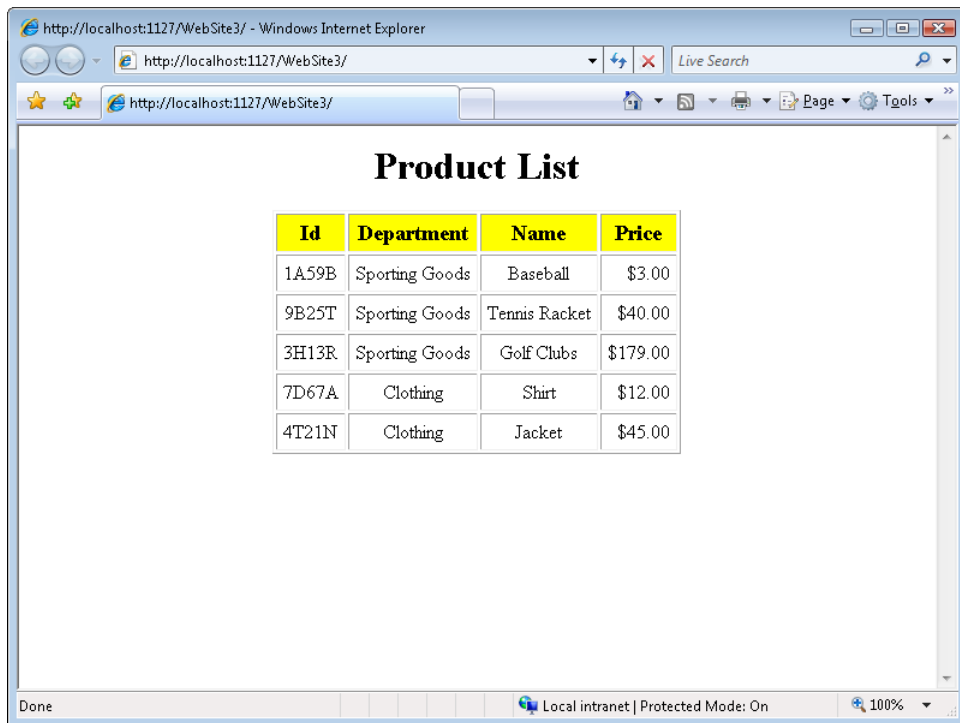 http://localhost:1127/WebSite3/ - Windows Internet Explorer
http://localhost:1127/WebSite3/ Live Search
http://localhost:1127/WebSite3/ Page Tools
Product List
Id Department Name Price
1A59B Sporting Goods Baseball $3.00
9B25T Sporting Goods Tennis Racket $40.00
3H13R Sporting Goods Golf Clubs $179.00
7D67A Clothing Shirt $12.00
4T21N Clothing Jacket $45.00
Done Local intranet | Protected Mode: On 100%